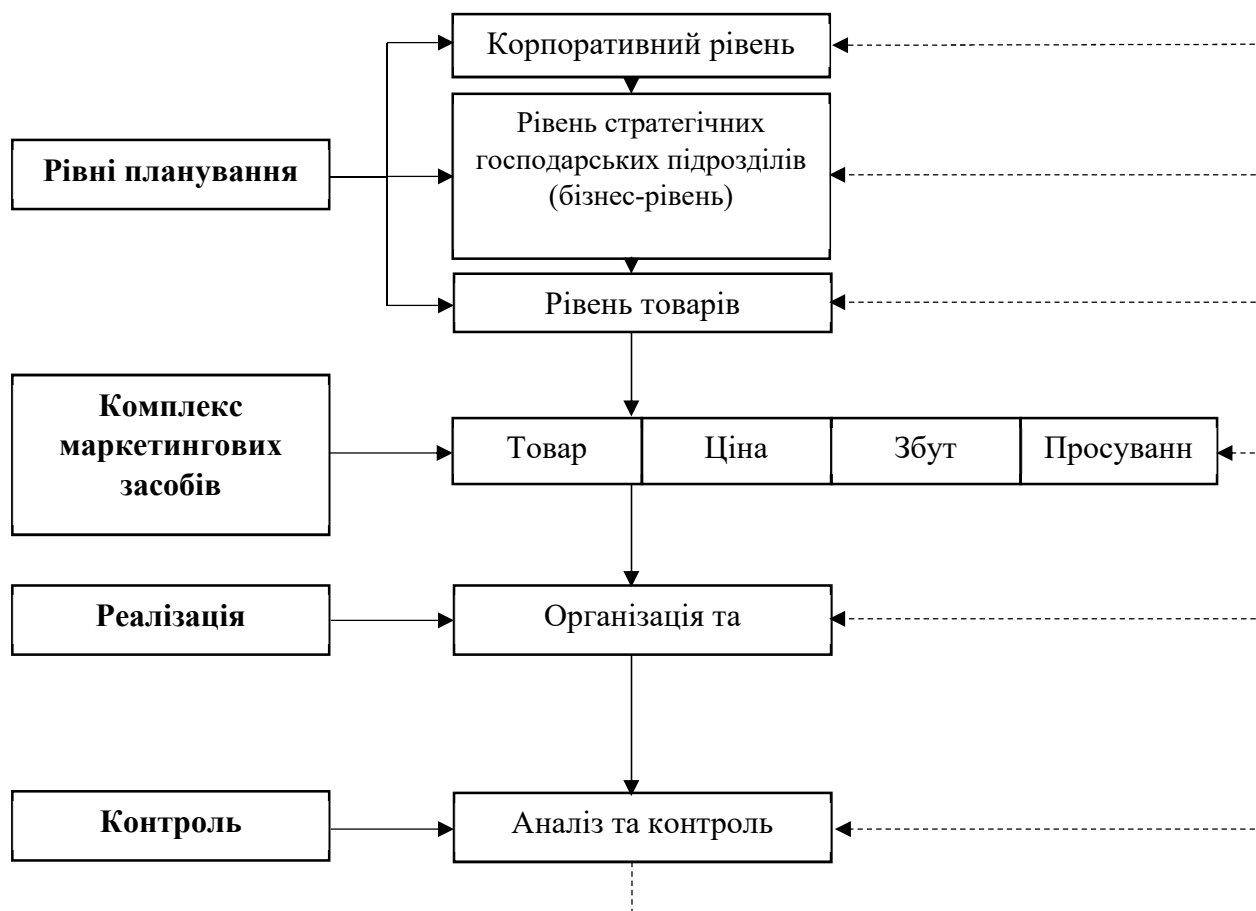 Корпоративний рівень
Рівень стратегічних
господарських підрозділів
(бізнес-рівень)
Рівні планування
Рівень товарів
Комплекс
маркетингових
засобів
Товар
Ціна
Збут
Просуванн
Реалізація
Організація та
Контроль
Аналіз та контроль